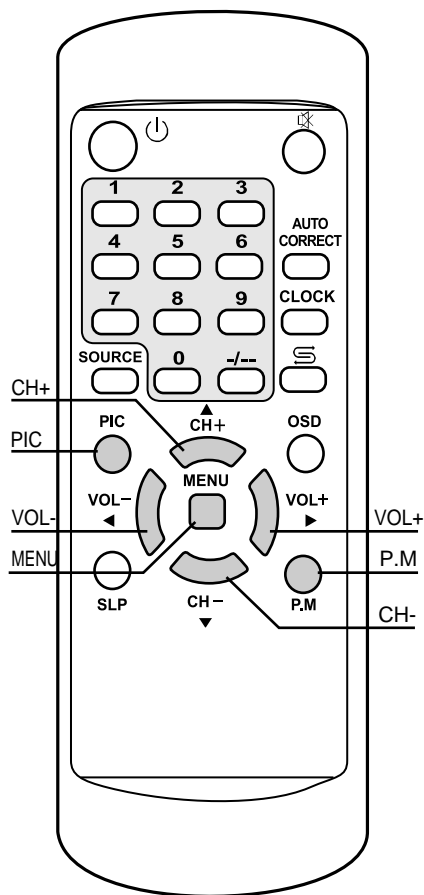 1 2 3
AUTO
4 5 6 CORRECT
7 8 9 CLOCK
SOURCE 0 -/--
CH+
PIC CH+ OSD
PIC
MENU
VOL- VOL+
VOL- VOL+
MENU P.M
SLP CH- P.M
CH-